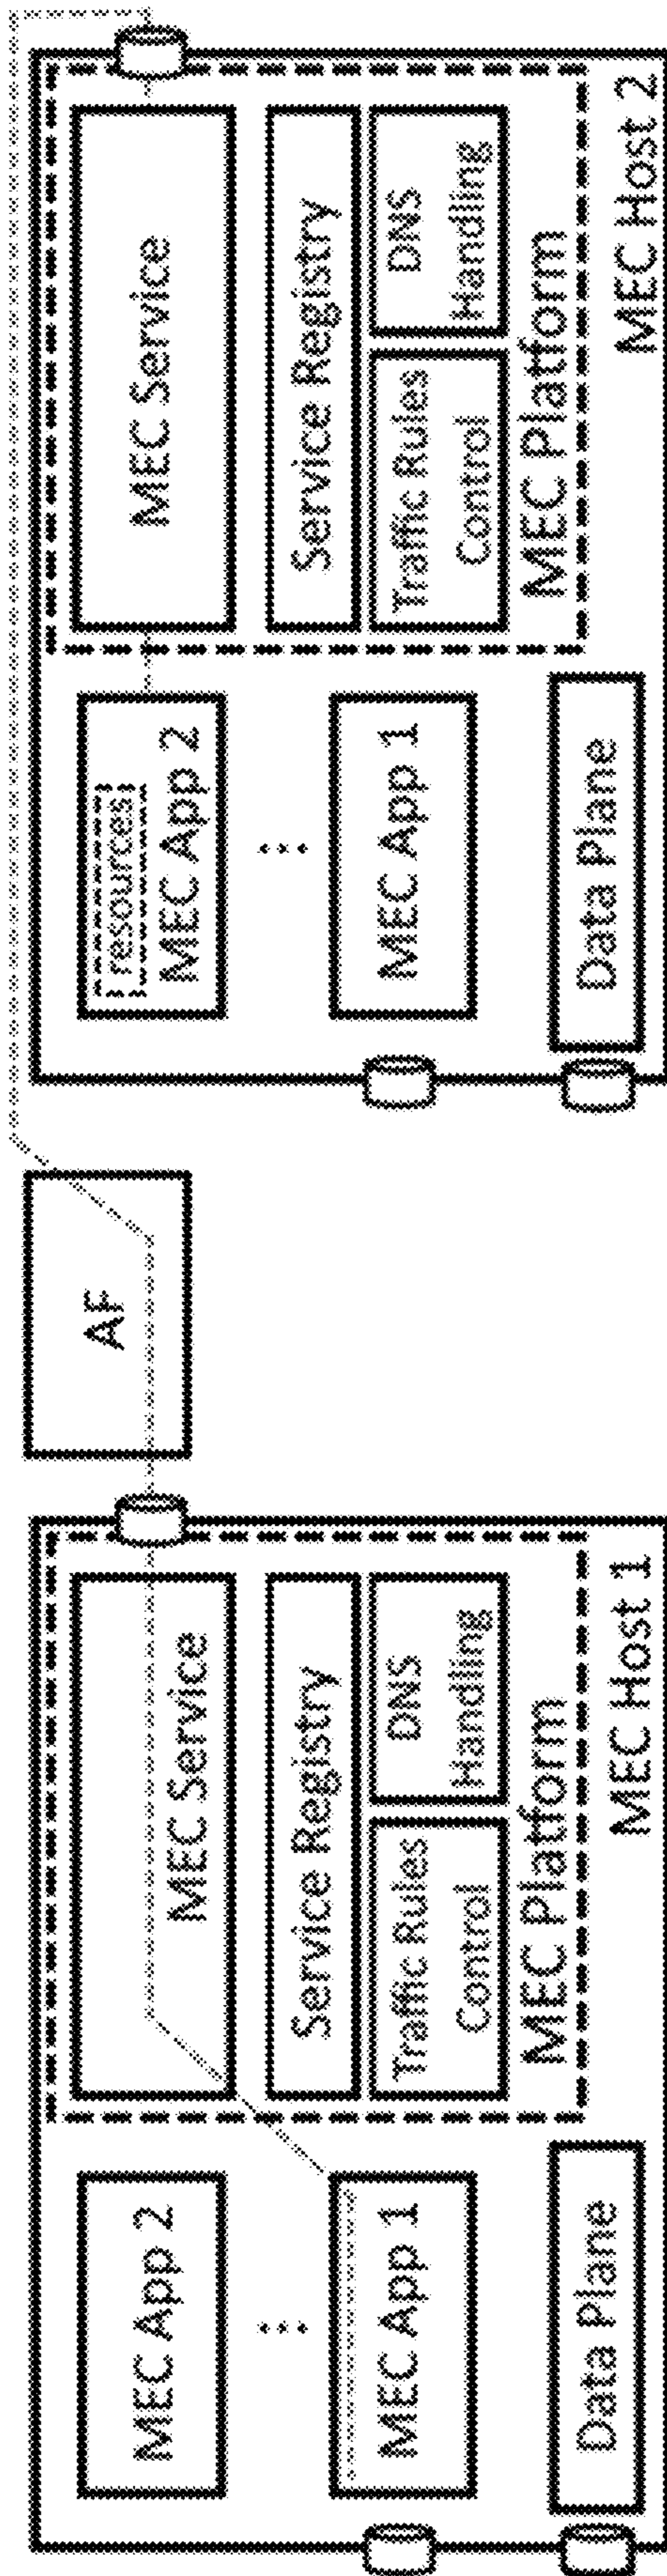 MEC App 2
...
MEC App 1
Data Plane
MEC Service
Service Registry
Traffic Rules
Control
DNS
Handling
MEC Platform
MEC Host 1
AF
resources
MEC App 2
...
MEC App 1
Data Plane
MEC Service
Service Registry
Traffic Rules
Control
DNS
Handling
MEC Platform
MEC Host 2